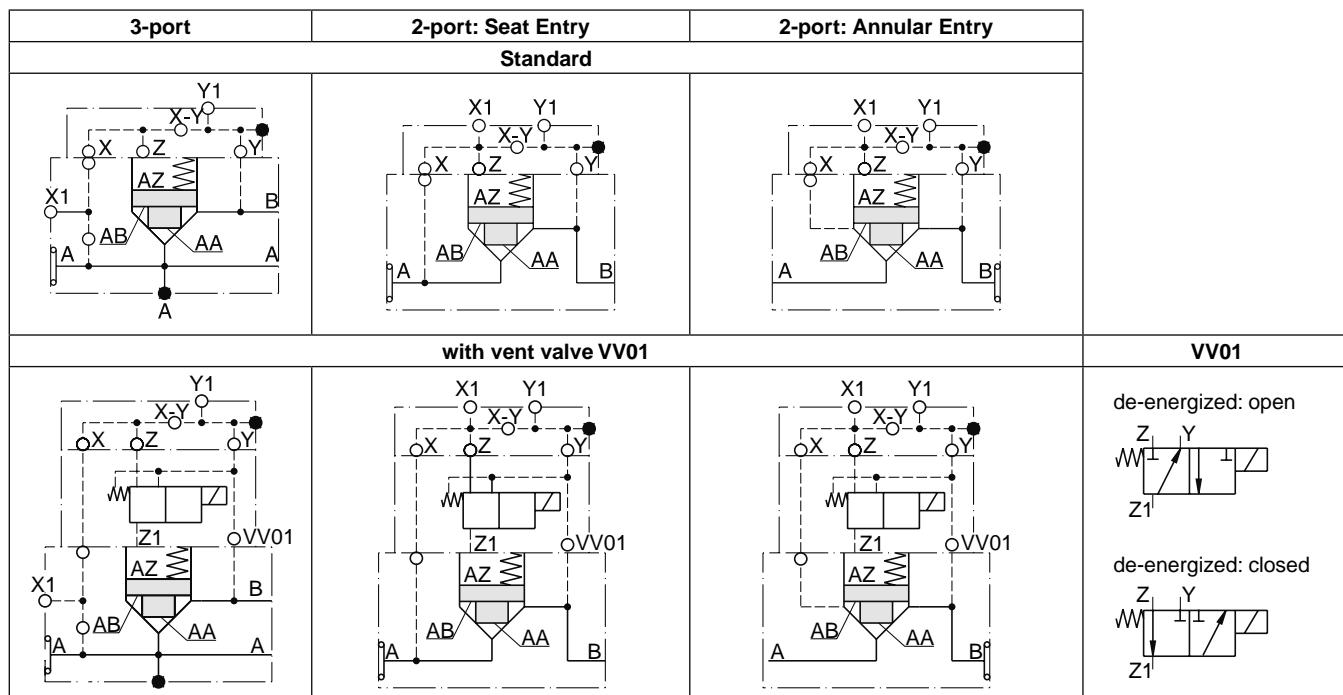 3-port 2-port: Seat Entry 2-port: Annular Entry
Standard
Y1
X-Y
X Z Y
X1
AZ
B
AB AA
A A
A
X1 Y1
X-Y
X Z Y
AZ
AB AA
A B
X1 Y1
X-Y
X Z Y
AZ
AB AA
A B
with vent valve VV01 VV01
Y1
X-Y
X Z Y
Z1 VV01
X1
AZ
B
AB AA
A A
X1 Y1
X-Y
X Z Y
Z1 VV01
AZ
AB AA
A B
X1 Y1
X-Y
X Z Y
Z1 VV01
AZ
AB AA
A B
de-energized: open
Z Y
Z1
de-energized: closed
Z Y
Z1